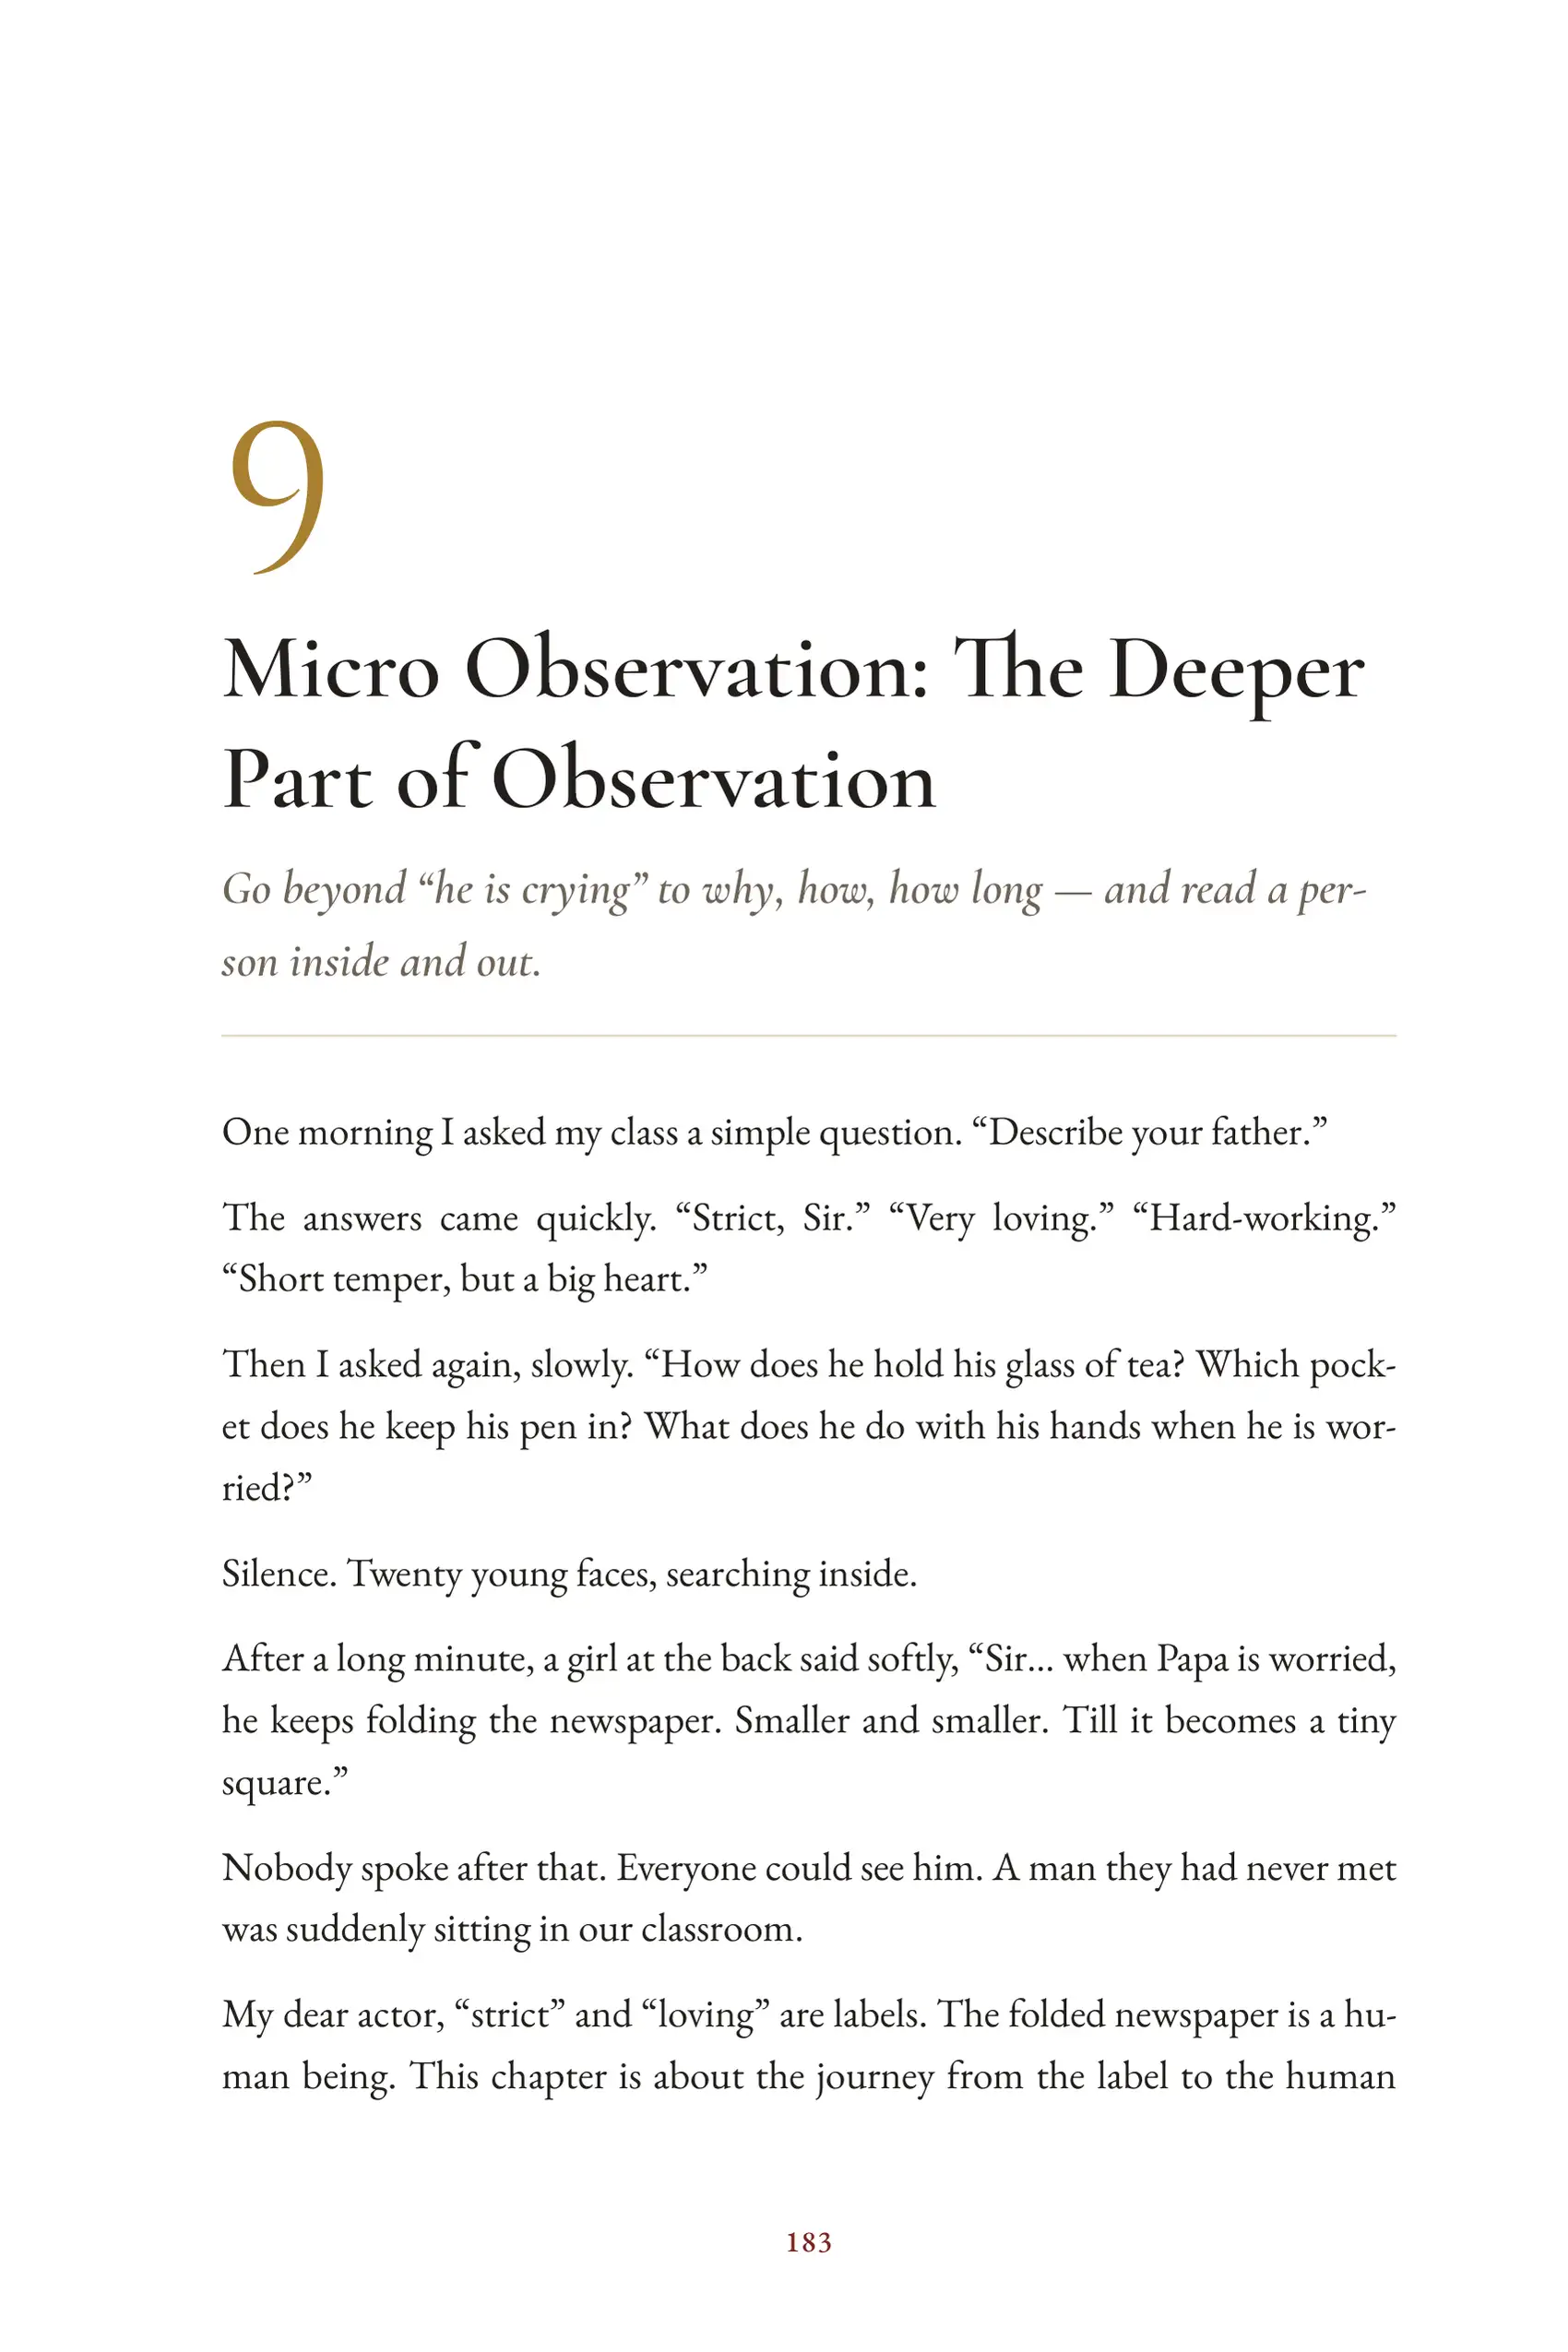 9
Micro Observation: The Deeper
Part of Observation
Go beyond “he is crying” to why, how, how long — and read a per-
son inside and out.
One morning I asked my class a simple question. “Describe your father.”
The answers came quickly. “Strict, Sir.” “Very loving.” “Hard-working.”
“Short temper, but a big heart.”
Then I asked again, slowly. “How does he hold his glass of tea? Which pock-
et does he keep his pen in? What does he do with his hands when he is wor-
ried?”
Silence. Twenty young faces, searching inside.
After a long minute, a girl at the back said softly, “Sir… when Papa is worried,
he keeps folding the newspaper. Smaller and smaller. Till it becomes a tiny
square.”
Nobody spoke after that. Everyone could see him. A man they had never met
was suddenly sitting in our classroom.
My dear actor, “strict” and “loving” are labels. The folded newspaper is a hu-
man being. This chapter is about the journey from the label to the human
183